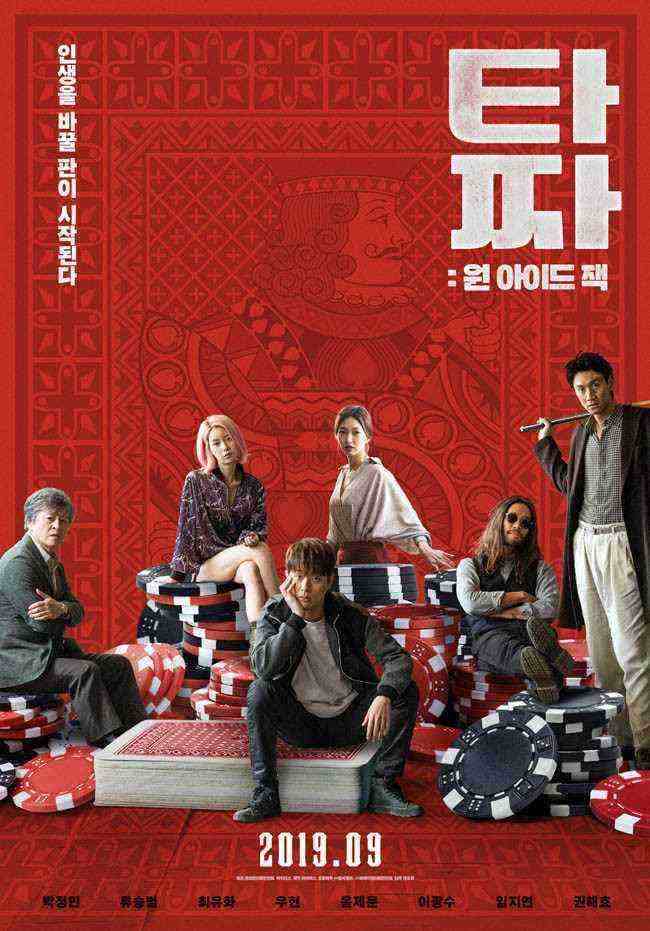 인생을 바꿀 판이 시작된다
타
짜
: 원 아이드 잭
2019.09
박정민 류승범 최유화 우현 윤제문 이광수 임지연 권해효